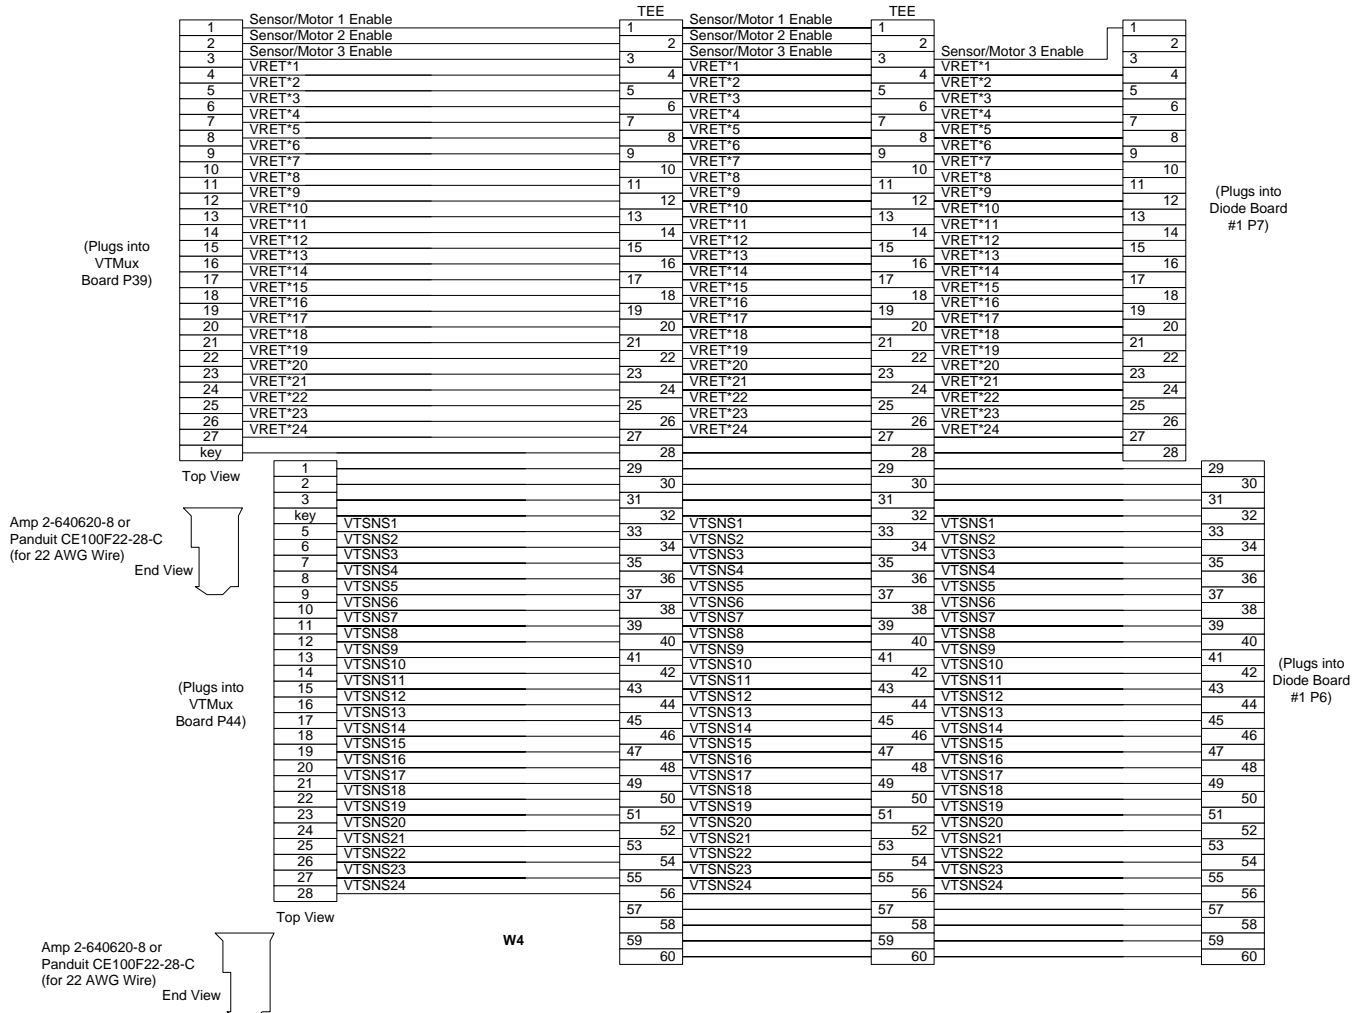 TEE TEE
1 Sensor/Motor 1 Enable 1 Sensor/Motor 1 Enable 1 1
2 Sensor/Motor 2 Enable 2 Sensor/Motor 2 Enable 2 2
3 Sensor/Motor 3 Enable 3 Sensor/Motor 3 Enable 3 Sensor/Motor 3 Enable 3
4 VRET*1 4 VRET*1 4 VRET*1 4
5 VRET*2 5 VRET*2 5 VRET*2 5
6 VRET*3 6 VRET*3 6 VRET*3 6
7 VRET*4 7 VRET*4 7 VRET*4 7
8 VRET*5 8 VRET*5 8 VRET*5 8
9 VRET*6 9 VRET*6 9 VRET*6 9
10 VRET*7 10 VRET*7 10 VRET*7 10
11 VRET*8 11 VRET*8 11 VRET*8 11
12 VRET*9 12 VRET*9 12 VRET*9 12
13 VRET*10 13 VRET*10 13 VRET*10 13
14 VRET*11 14 VRET*11 14 VRET*11 14
15 VRET*12 15 VRET*12 15 VRET*12 15
16 VRET*13 16 VRET*13 16 VRET*13 16
17 VRET*14 17 VRET*14 17 VRET*14 17
18 VRET*15 18 VRET*15 18 VRET*15 18
19 VRET*16 19 VRET*16 19 VRET*16 19
20 VRET*17 20 VRET*17 20 VRET*17 20
21 VRET*18 21 VRET*18 21 VRET*18 21
22 VRET*19 22 VRET*19 22 VRET*19 22
23 VRET*20 23 VRET*20 23 VRET*20 23
24 VRET*21 24 VRET*21 24 VRET*21 24
25 VRET*22 25 VRET*22 25 VRET*22 25
26 VRET*23 26 VRET*23 26 VRET*23 26
27 VRET*24 27 VRET*24 27 VRET*24 27
key 28 28 28
(Plugs into
VTMux
Board P39)
(Plugs into
Diode Board
#1 P7)
Top View
1 29 29 29
2 30 30 30
3 31 31 31
key 32 32 32
5 VTSNS1 33 VTSNS1 33 VTSNS1 33
6 VTSNS2 34 VTSNS2 34 VTSNS2 34
7 VTSNS3 35 VTSNS3 35 VTSNS3 35
8 VTSNS4 36 VTSNS4 36 VTSNS4 36
9 VTSNS5 37 VTSNS5 37 VTSNS5 37
10 VTSNS6 38 VTSNS6 38 VTSNS6 38
11 VTSNS7 39 VTSNS7 39 VTSNS7 39
12 VTSNS8 40 VTSNS8 40 VTSNS8 40
13 VTSNS9 41 VTSNS9 41 VTSNS9 41
14 VTSNS10 42 VTSNS10 42 VTSNS10 42
15 VTSNS11 43 VTSNS11 43 VTSNS11 43
16 VTSNS12 44 VTSNS12 44 VTSNS12 44
17 VTSNS13 45 VTSNS13 45 VTSNS13 45
18 VTSNS14 46 VTSNS14 46 VTSNS14 46
19 VTSNS15 47 VTSNS15 47 VTSNS15 47
20 VTSNS16 48 VTSNS16 48 VTSNS16 48
21 VTSNS17 49 VTSNS17 49 VTSNS17 49
22 VTSNS18 50 VTSNS18 50 VTSNS18 50
23 VTSNS19 51 VTSNS19 51 VTSNS19 51
24 VTSNS20 52 VTSNS20 52 VTSNS20 52
25 VTSNS21 53 VTSNS21 53 VTSNS21 53
26 VTSNS22 54 VTSNS22 54 VTSNS22 54
27 VTSNS23 55 VTSNS23 55 VTSNS23 55
28 VTSNS24 56 VTSNS24 56 VTSNS24 56
57 57 57
58 58 58
59 59 59
60 60 60
Amp 2-640620-8 or
Panduit CE100F22-28-C
(for 22 AWG Wire)
End View
(Plugs into
VTMux
Board P44)
(Plugs into
Diode Board
#1 P6)
Top View
W4
Amp 2-640620-8 or
Panduit CE100F22-28-C
(for 22 AWG Wire)
End View